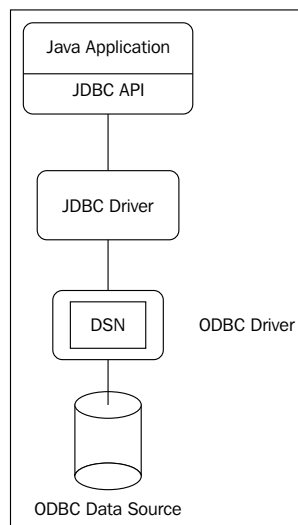 Java Application
JDBC API
JDBC Driver
DSN
ODBC Driver
ODBC Data Source